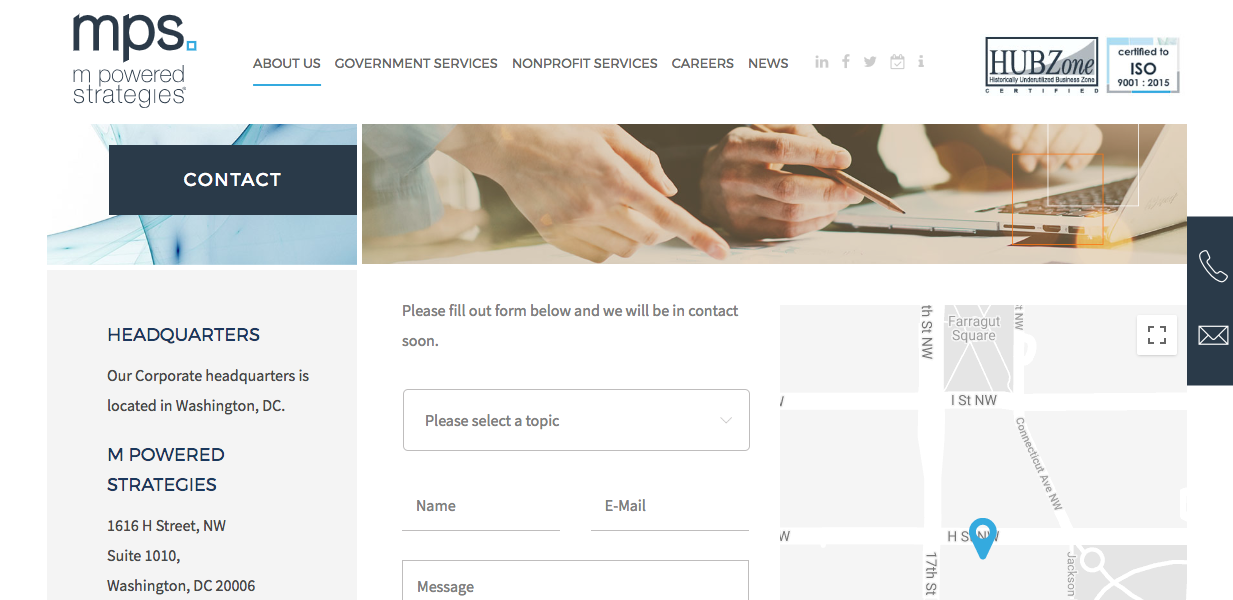 mps.
m powered
strategies
ABOUT US
GOVERNMENT SERVICES
NONPROFIT SERVICES
CAREERS
NEWS
HUBZone
Historically Underutilized Business Zone
CERTIFIED
certified to
ISO
9001 : 2015
CONTACT
HEADQUARTERS
Our Corporate headquarters is
located in Washington, DC.
M POWERED
STRATEGIES
1616 H Street, NW
Suite 1010,
Washington, DC 20006
Please fill out form below and we will be in contact
soon.
Please select a topic
Name
E-Mail
Message
th St NW
Farragut
Square
t NW
I St NW
Connecticut Ave NW
H St NW
17th St
Jackson